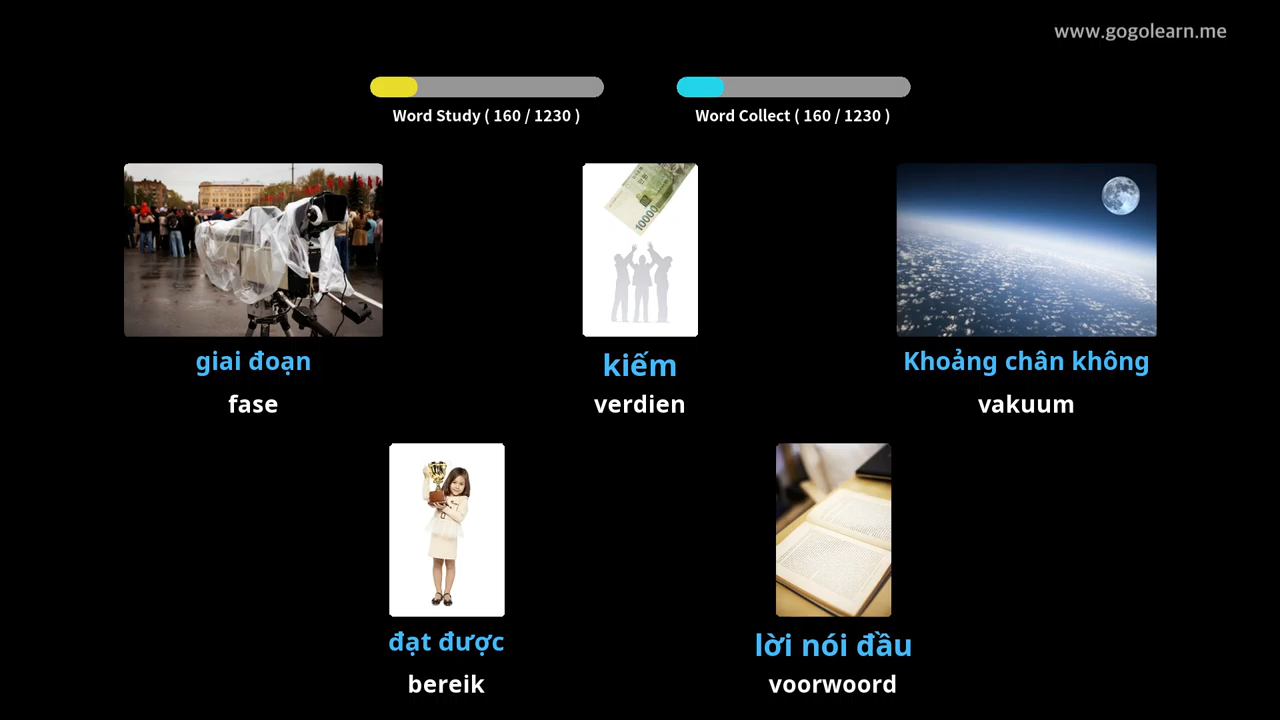 www.gogolearn.me
Word Study ( 160 / 1230 )
Word Collect ( 160 / 1230 )
10000
giai đoạn
kiếm
Khoảng chân không
fase
verdien
vakuum
đạt được
lời nói đầu
bereik
voorwoord